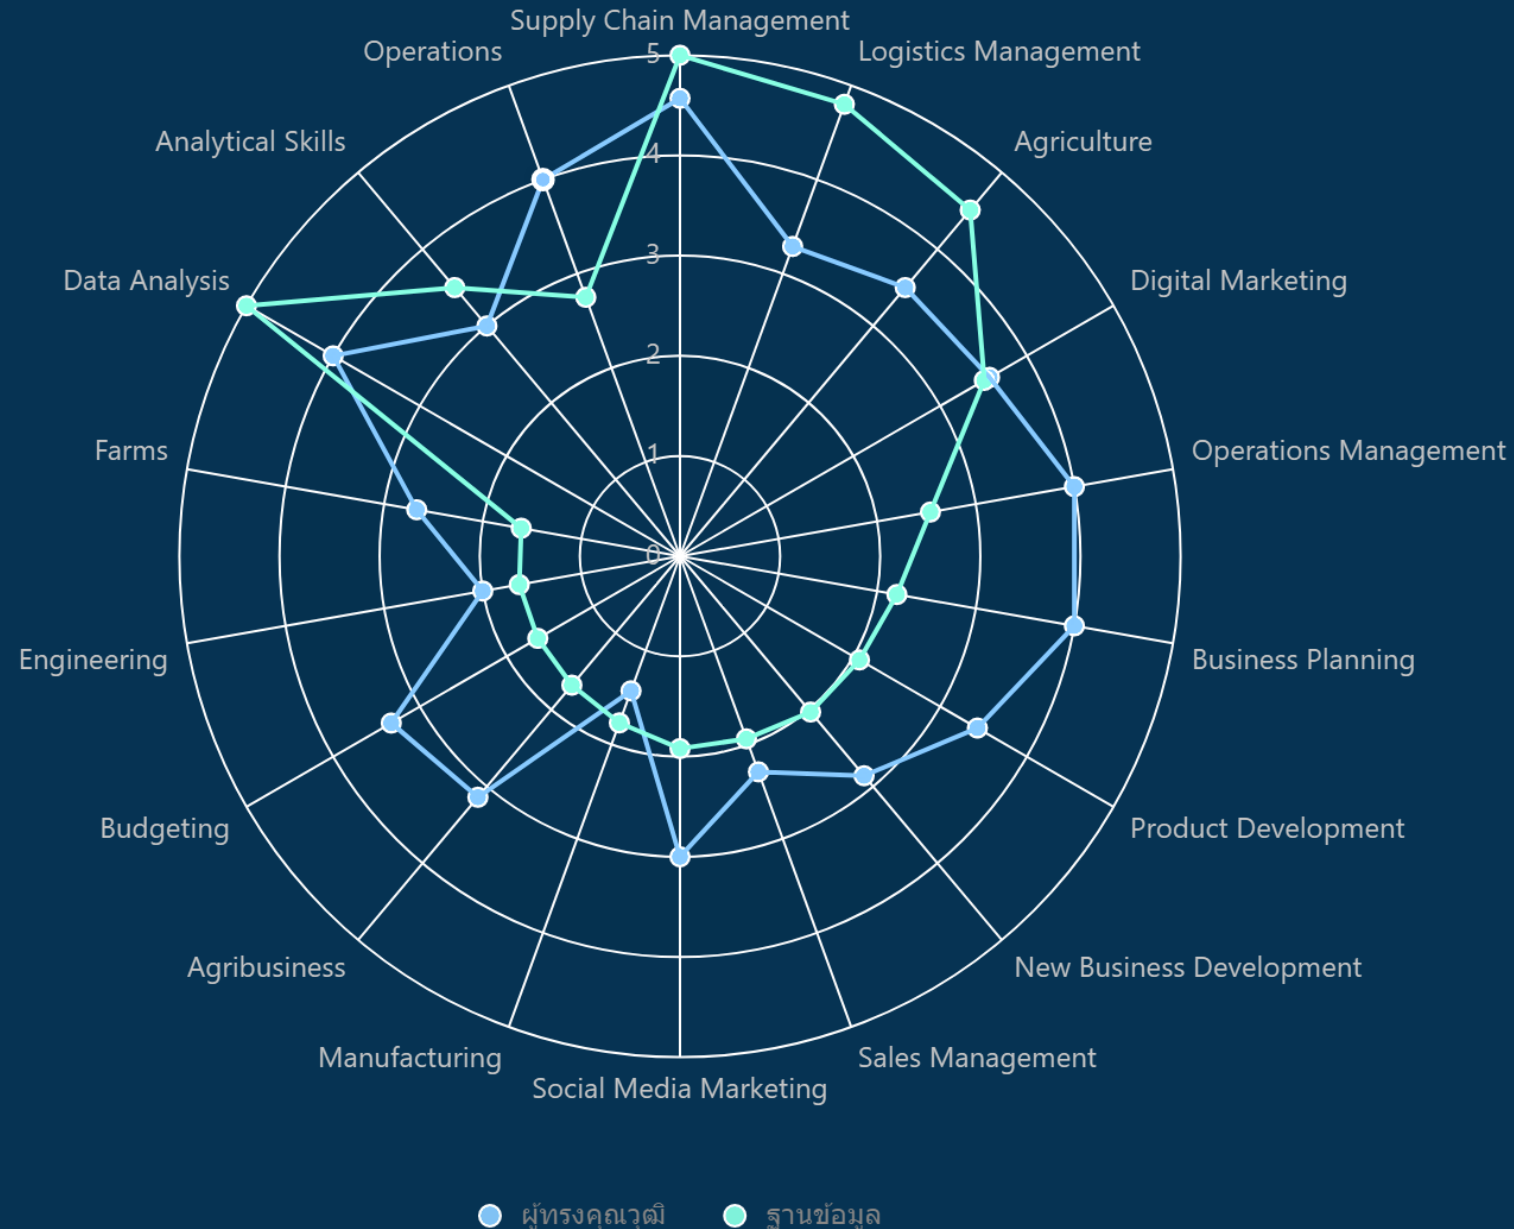 Supply Chain Management
Operations
Logistics Management
5
Analytical Skills
Agriculture
4
3
Data Analysis
Digital Marketing
2
Farms
1
Operations Management
0
Engineering
Business Planning
Budgeting
Product Development
Agribusiness
New Business Development
Manufacturing
Sales Management
Social Media Marketing
ผู้ทรงคุณวุฒิ ฐานข้อมูล